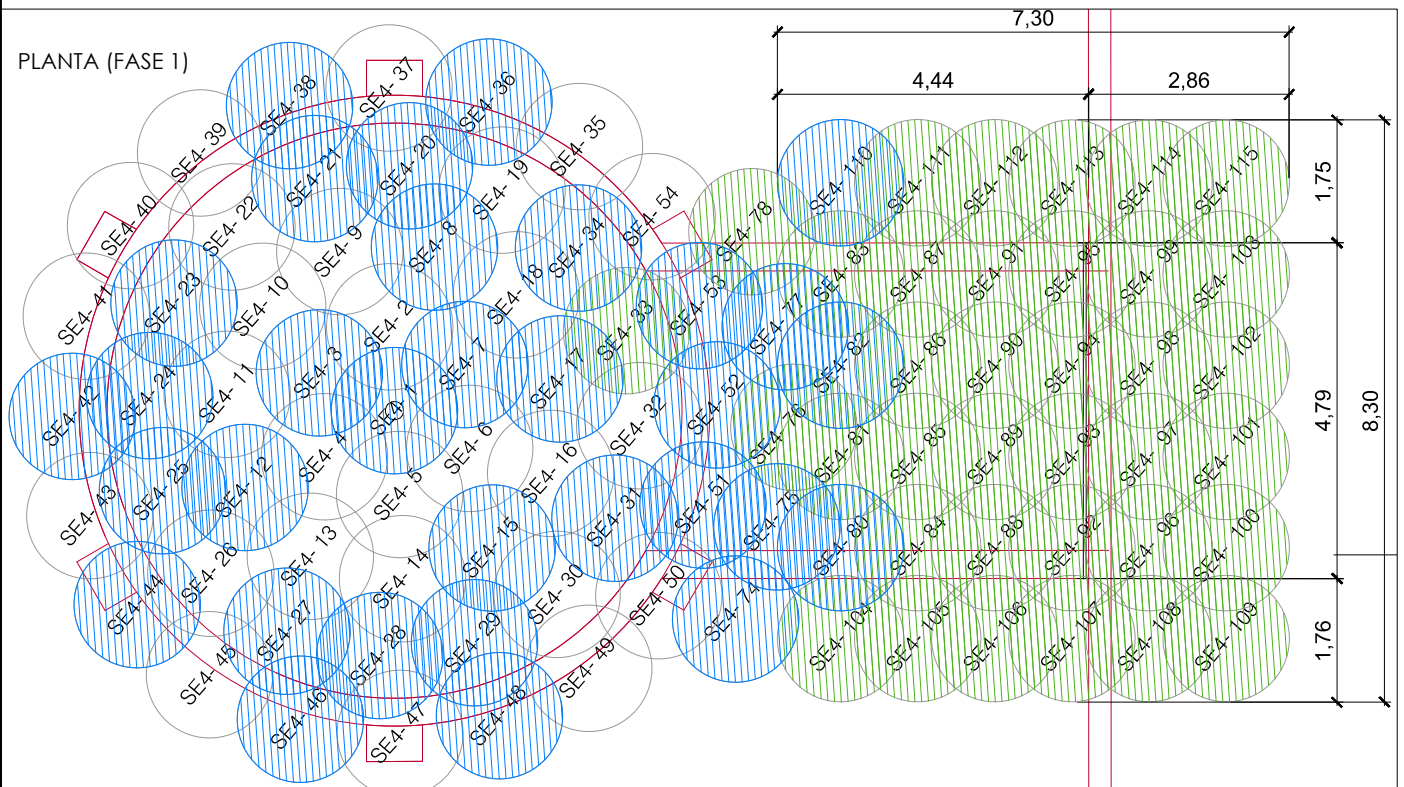 7,30
PLANTA (FASE 1)
4,44
2,86
SE4- 37
SE4- 38
SE4- 36
SE4- 39
SE4- 21
SE4- 20
SE4- 35
SE4- 19
SE4- 110
SE4- 111
SE4- 112
SE4- 113
SE4- 114
SE4- 115
1,75
SE4- 40
SE4- 22
SE4- 9
SE4- 8
SE4- 34
SE4- 54
SE4- 78
SE4- 41
SE4- 23
SE4- 10
SE4- 2
SE4- 18
SE4- 33
SE4- 53
SE4- 77
SE4- 83
SE4- 87
SE4- 91
SE4- 95
SE4- 99
SE4- 103
SE4- 42
SE4- 24
SE4- 11
SE4- 3
SE4- 1
SE4- 7
SE4- 17
SE4- 32
SE4- 52
SE4- 76
SE4- 82
SE4- 86
SE4- 90
SE4- 94
SE4- 98
SE4- 102
4,79
8,30
SE4- 43
SE4- 25
SE4- 12
SE4- 4
SE4- 5
SE4- 6
SE4- 16
SE4- 31
SE4- 51
SE4- 75
SE4- 81
SE4- 85
SE4- 89
SE4- 93
SE4- 97
SE4- 101
SE4- 44
SE4- 26
SE4- 13
SE4- 14
SE4- 15
SE4- 30
SE4- 50
SE4- 74
SE4- 80
SE4- 84
SE4- 88
SE4- 92
SE4- 96
SE4- 100
SE4- 45
SE4- 27
SE4- 28
SE4- 29
SE4- 49
SE4- 104
SE4- 105
SE4- 106
SE4- 107
SE4- 108
SE4- 109
1,76
SE4- 46
SE4- 47
SE4- 48